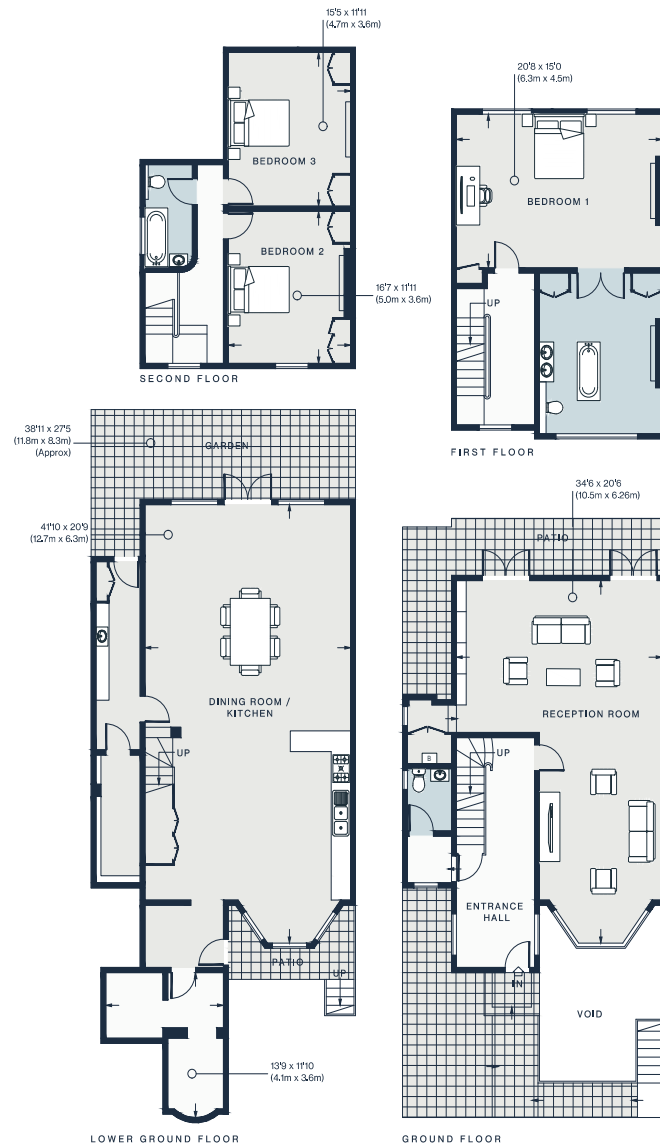 15'5 x 11'11
(4.7m x 3.6m)
BEDROOM 3
BEDROOM 2
16'7 x 11'11
(5.0m x 3.6m)
SECOND FLOOR
20'8 x 15'0
(6.3m x 4.5m)
BEDROOM 1
UP
FIRST FLOOR
38'11 x 27'5
(11.8m x 8.3m)
(Approx)
GARDEN
41'10 x 20'9
(12.7m x 6.3m)
DINING ROOM /
KITCHEN
UP
PATIO
UP
13'9 x 11'10
(4.1m x 3.6m)
LOWER GROUND FLOOR
34'6 x 20'6
(10.5m x 6.26m)
PATIO
RECEPTION ROOM
B
UP
ENTRANCE
HALL
IN
VOID
GROUND FLOOR